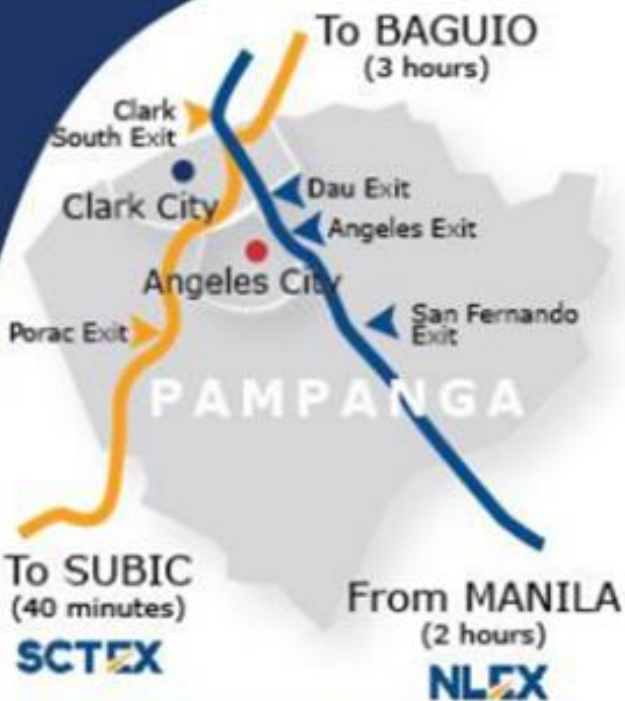 To BAGUIO
(3 hours)
Clark
South Exit
Dau Exit
Clark City
Angeles Exit
Angeles City
San Fernando
Exit
Porac Exit
PAMPANGA
To SUBIC
(40 minutes)
SCTEX
From MANILA
(2 hours)
NLEX